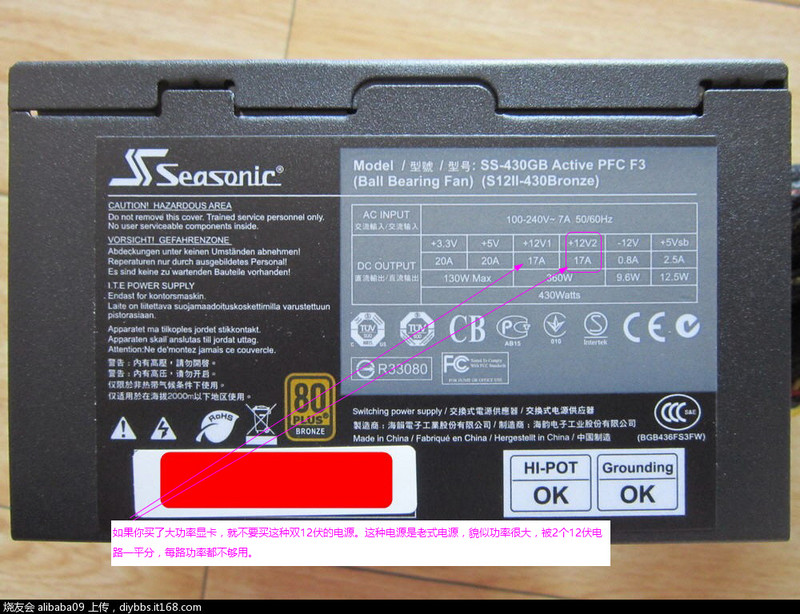 Seasonic®
Model / 型號 / 型号: SS-430GB Active PFC F3
(Ball Bearing Fan) (S12II-430Bronze)
CAUTION! HAZARDOUS AREA
Do not remove this cover. Trained service personnel only.
No user serviceable components inside.
VORSICHT! GEFAHRENZONE
Abdeckungen unter keinen Umständen abnehmen!
Reperaturen nur durch ausgebildetes Personal!
Es sind keine zu wartenden Bauteile vorhanden!
I.T.E POWER SUPPLY
Endast för kontorsmaskin.
Laite on liitettava suojamaadoituskoskettimilla varustettuun
pistorasiaan.
Apparatet ma tilkoples jordet stikkontakt.
Apparaten skall anslutas till jordat uttag.
Attention:Ne de'montez jamais ce couvercle.
警告 : 內有高壓，請勿開啓。
警告 : 内有高压，请勿开启。
仅限於非热带气候条件下使用。
仅适用於在海拔2000m以下地区使用。
AC INPUT
交流輸入/交流输入
100-240V~ 7A 50/60Hz
DC OUTPUT
直流輸出/直流输出
+3.3V +5V +12V1 +12V2 -12V +5Vsb
20A 20A 17A 17A 0.8A 2.5A
130W Max 360W 9.6W 12.5W
430Watts
TUV TUV CB PC AB15 010 S Intertek CE N
R33080
FC
RoHS
80
PLUS®
BRONZE
Switching power supply / 交換式電源供應器 / 交换式电源供应器
製造商 : 海韻電子工業股份有限公司 / 制造商 : 海韵电子工业股份有限公司
Made in China / Fabriqué en China / Hergestellt in China / 中国制造
CCC S&E
(BGB436FS3FW)
HI-POT
OK
Grounding
OK
如果你买了大功率显卡，就不要买这种双12伏的电源。这种电源是老式电源，貌似功率很大，被2个12伏电
路一平分，每路功率都不够用。
烧友会 alibaba09 上传，diybbs.it168.com